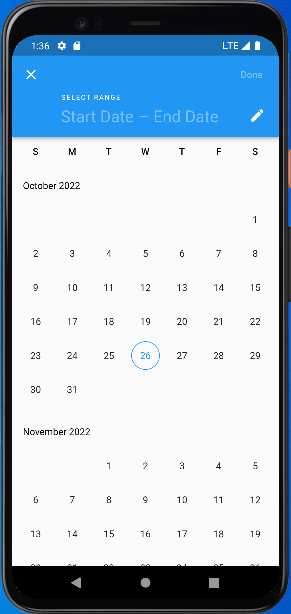 1:36 LTE
Done
SELECT RANGE
Start Date – End Date
S M T W T F S
October 2022
1
2 3 4 5 6 7 8
9 10 11 12 13 14 15
16 17 18 19 20 21 22
23 24 25 26 27 28 29
30 31
November 2022
1 2 3 4 5
6 7 8 9 10 11 12
13 14 15 16 17 18 19